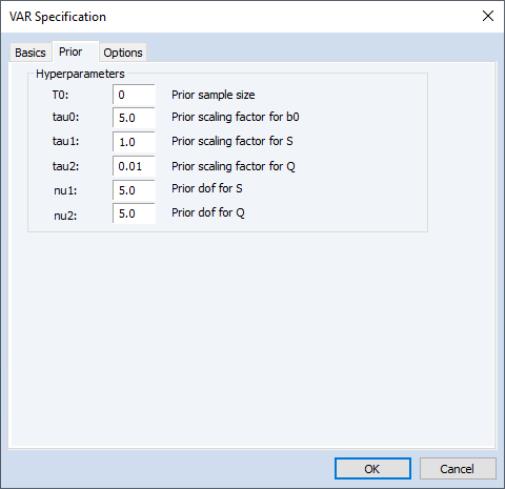 VAR Specification
Basics Prior Options
Hyperparameters
T0: 0 Prior sample size
tau0: 5.0 Prior scaling factor for b0
tau1: 1.0 Prior scaling factor for S
tau2: 0.01 Prior scaling factor for Q
nu1: 5.0 Prior dof for S
nu2: 5.0 Prior dof for Q
OK Cancel